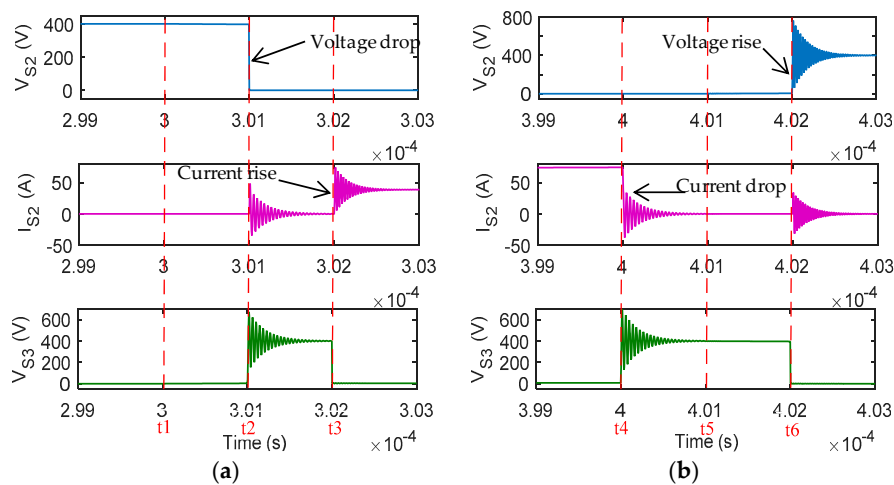 400
200
0
V_S2 (V)
Voltage drop
2.99 3 3.01 3.02 3.03
×10⁻⁴
50
0
-50
I_S2 (A)
Current rise
2.99 3 3.01 3.02 3.03
×10⁻⁴
600
400
200
0
V_S3 (V)
2.99 3 3.01 3.02 3.03
t1 t2 t3
Time (s)
×10⁻⁴
(a)
800
400
0
V_S2 (V)
Voltage rise
3.99 4 4.01 4.02 4.03
×10⁻⁴
50
0
-50
I_S2 (A)
Current drop
3.99 4 4.01 4.02 4.03
×10⁻⁴
600
400
200
0
V_S3 (V)
3.99 4 4.01 4.02 4.03
t4 t5 t6
Time (s)
×10⁻⁴
(b)